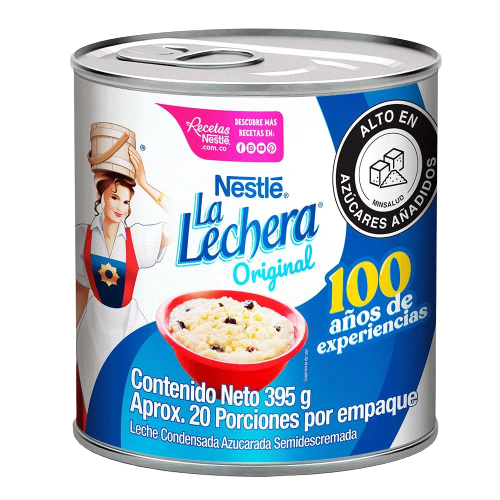 Recetas
Nestlé®
.com.co
DESCUBRE MÁS
RECETAS EN:
Nestlé®
La
Lechera®
Original
ALTO EN
AZÚCARES AÑADIDOS
MINSALUD
100
años de
experiencias
Contenido Neto 395 g
Aprox. 20 Porciones por empaque
Leche Condensada Azucarada Semidescremada